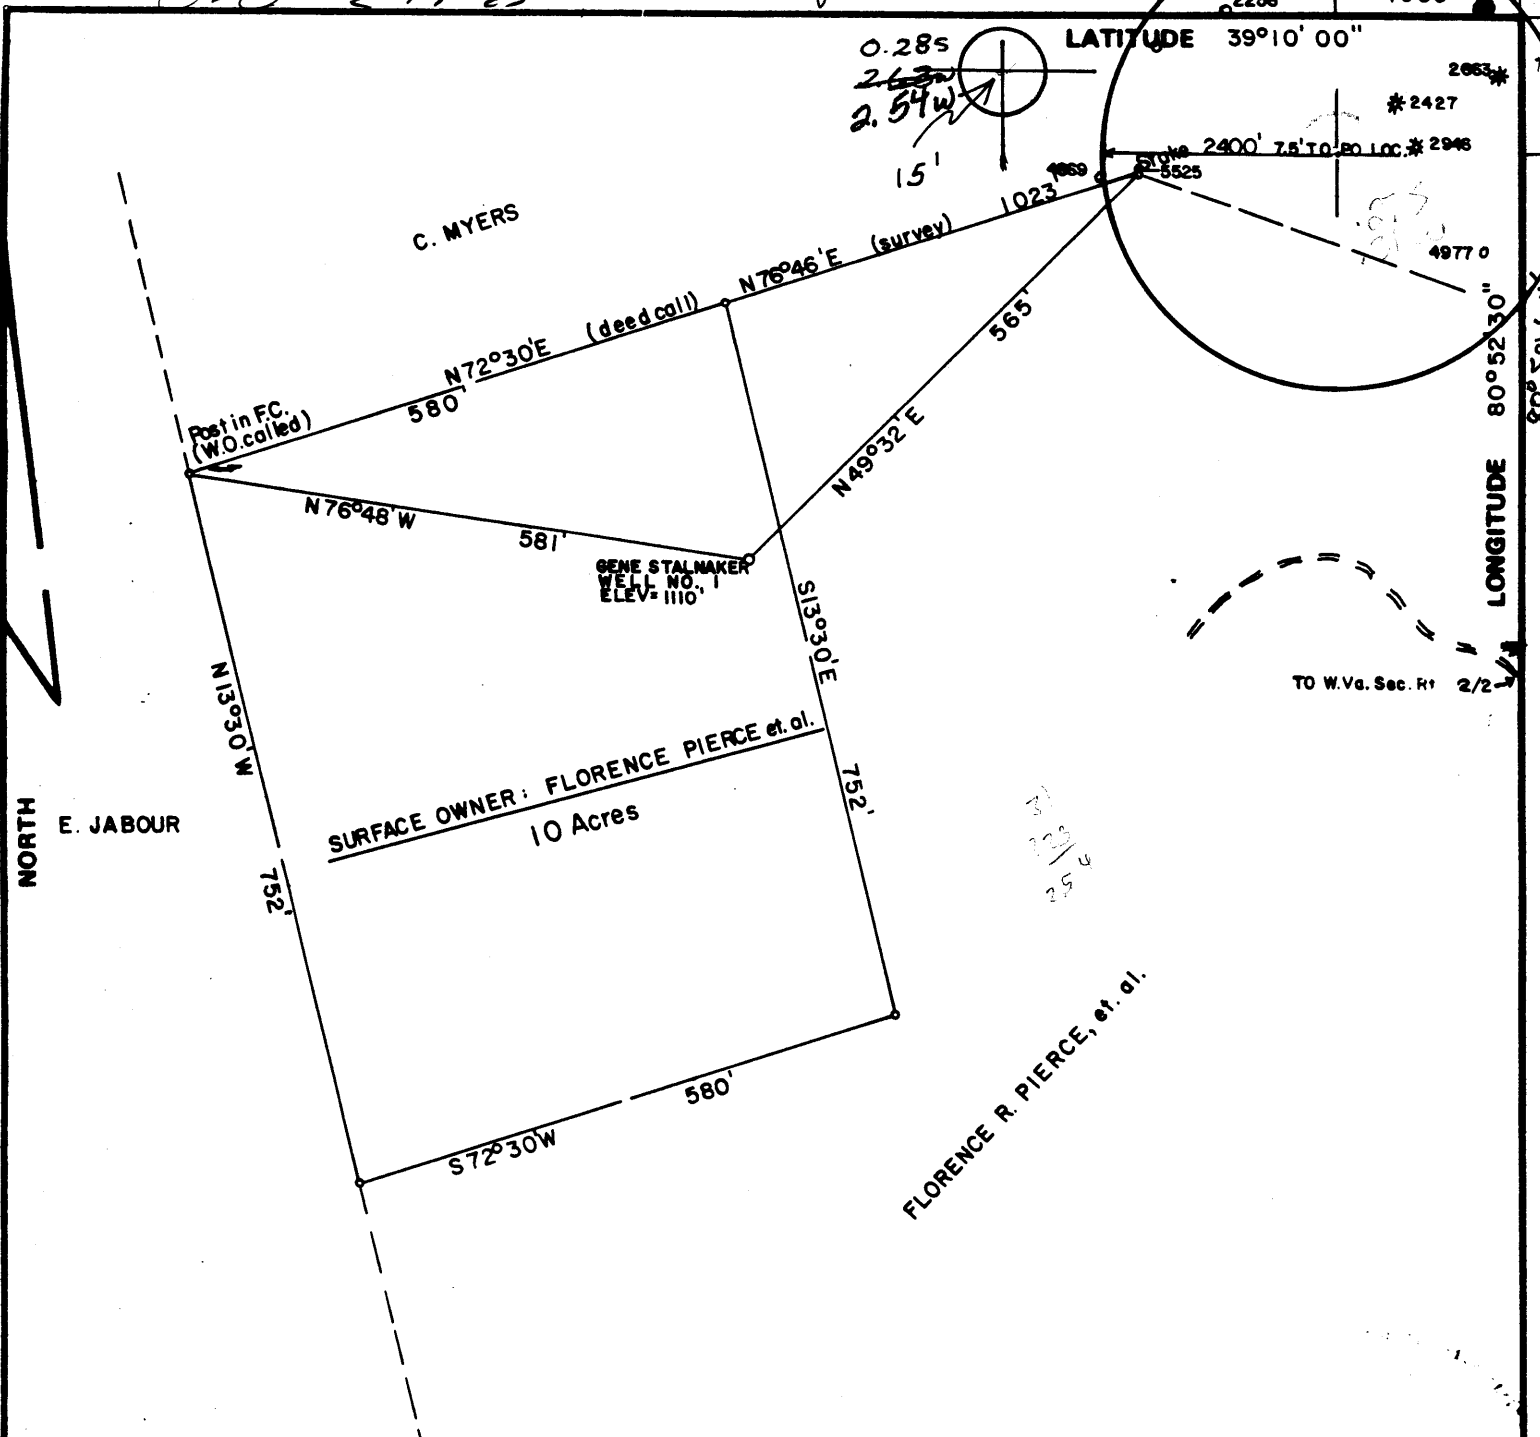 LATITUDE 39°10' 00"
0.28s
2.54w
15'
2663
2427
2400' 7.5' TO PO LOC. 2946
4869
Stake
5525
4977
C. MYERS
1023'
N76°46'E (survey)
N72°30'E (deed call)
580'
565'
N49°32'E
Post in F.C.
(W.O. called)
N76°48'W 581'
GENE STALNAKER
WELL NO. 1
ELEV= 1110'
LONGITUDE 80°52'30"
S13°30'E
752'
TO W.Va. Sec. Rt 2/2
N13°30'W
752'
SURFACE OWNER: FLORENCE PIERCE et. al.
10 Acres
NORTH
E. JABOUR
FLORENCE R. PIERCE, et. al.
580'
S72°30'W